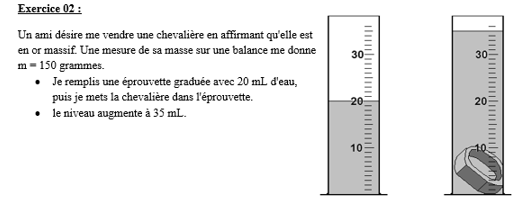 Exercice 02 :
Un ami désire me vendre une chevalière en affirmant qu'elle est
en or massif. Une mesure de sa masse sur une balance me donne
m = 150 grammes.
• Je remplis une éprouvette graduée avec 20 mL d'eau,
puis je mets la chevalière dans l'éprouvette.
• le niveau augmente à 35 mL.
30
20
10
30
20
10